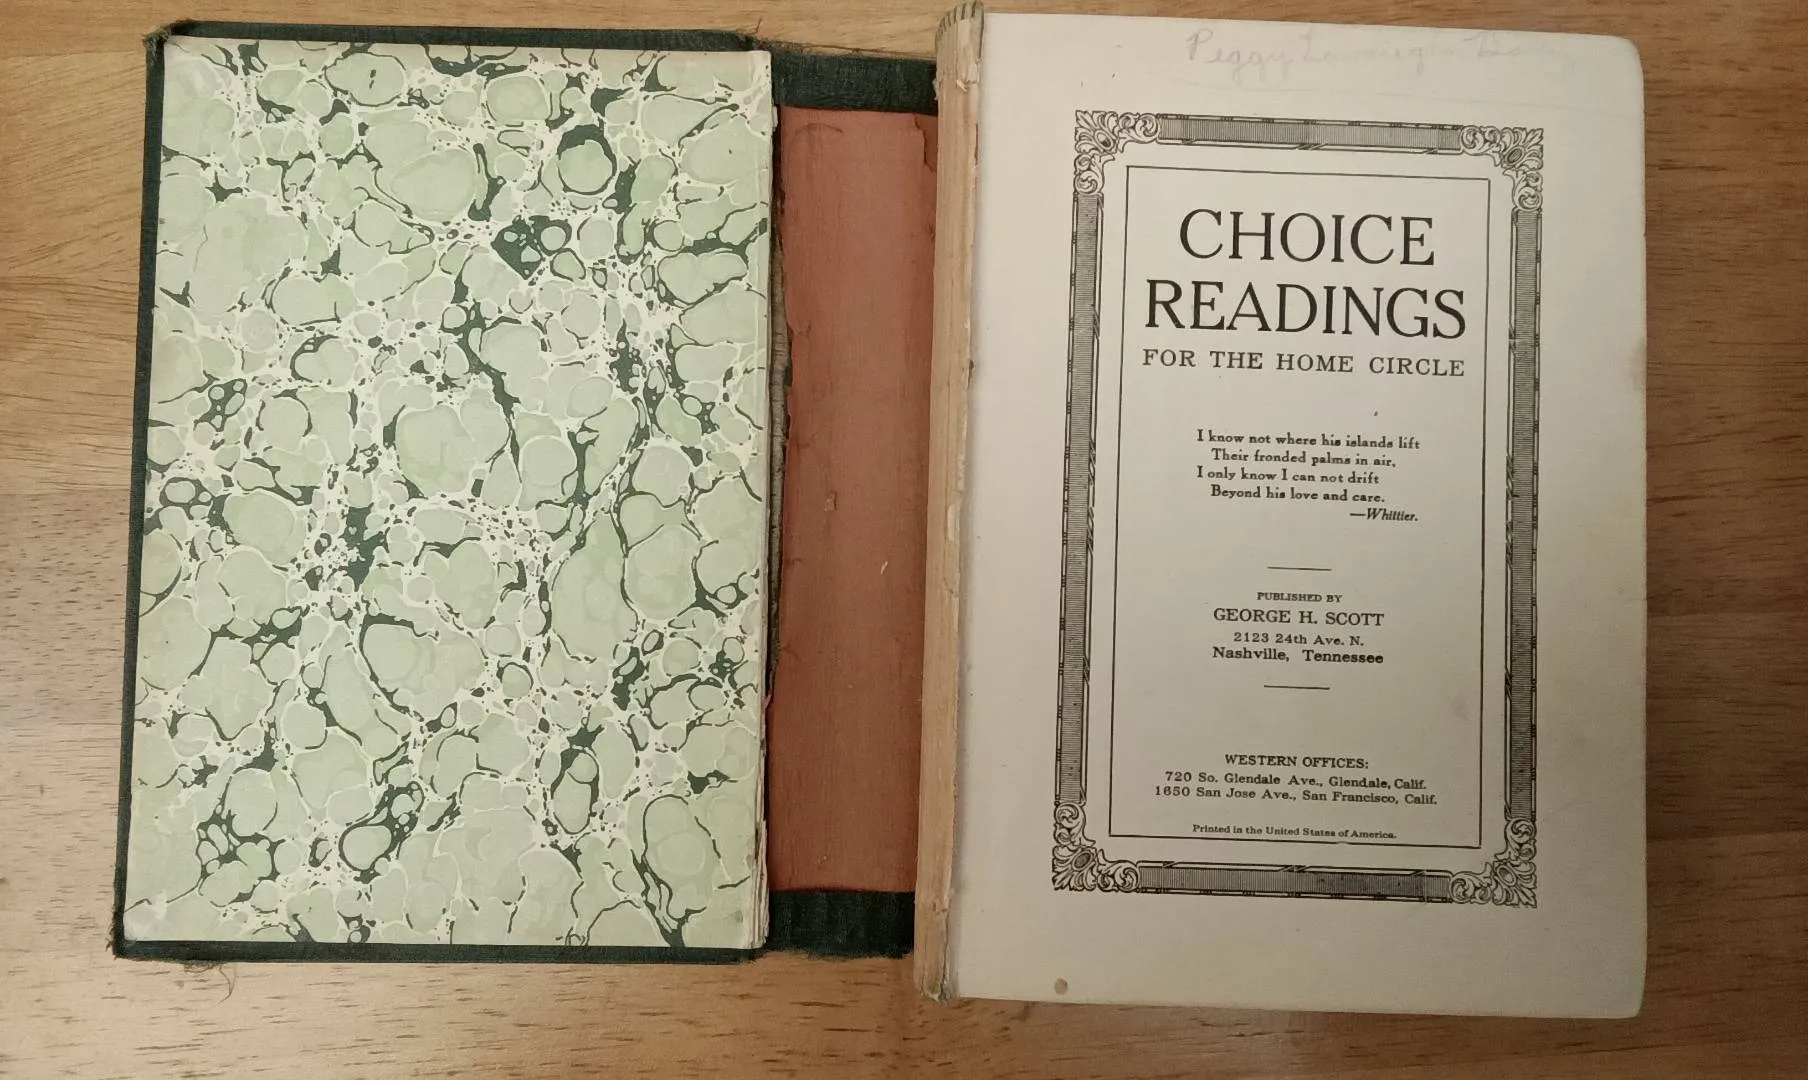 Peggy
CHOICE
READINGS
FOR THE HOME CIRCLE
I know not where his islands lift
Their fronded palms in air,
I only know I can not drift
Beyond his love and care.
—Whittier.
PUBLISHED BY
GEORGE H. SCOTT
2123 24th Ave. N.
Nashville, Tennessee
WESTERN OFFICES:
720 So. Glendale Ave., Glendale, Calif.
1650 San Jose Ave., San Francisco, Calif.
Printed in the United States of America.